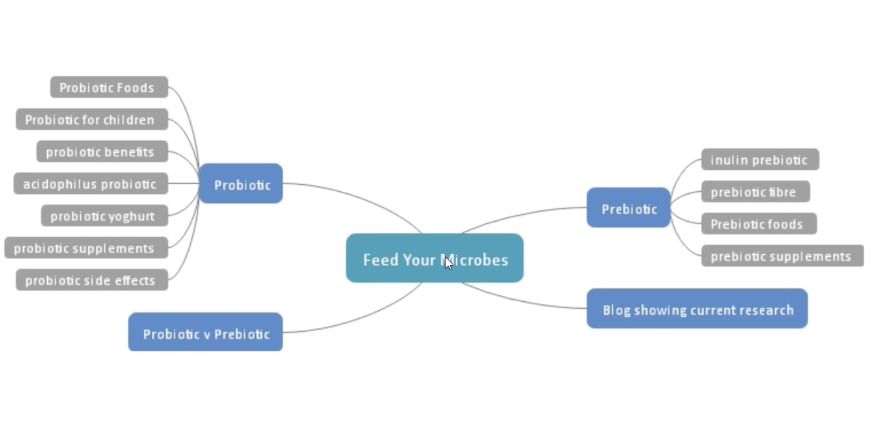 Probiotic Foods
Probiotic for children
probiotic benefits
acidophilus probiotic
probiotic yoghurt
probiotic supplements
probiotic side effects
Probiotic
Probiotic v Prebiotic
Feed Your Microbes
Prebiotic
inulin prebiotic
prebiotic fibre
Prebiotic foods
prebiotic supplements
Blog showing current research